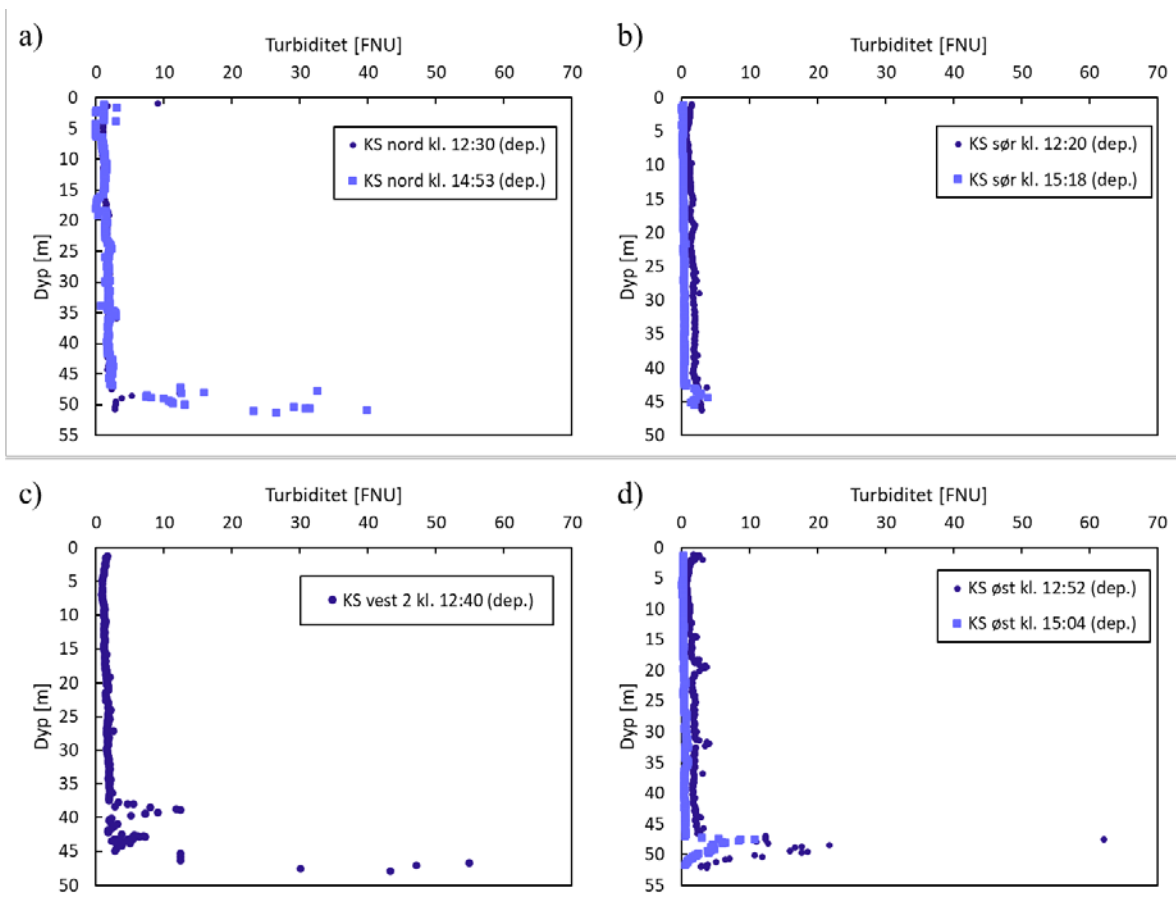 a)
Turbiditet [FNU]
0 10 20 30 40 50 60 70
0
5
10
15
20
25
30
35
40
45
50
55
Dyp [m]
KS nord kl. 12:30 (dep.)
KS nord kl. 14:53 (dep.)
b)
Turbiditet [FNU]
0 10 20 30 40 50 60 70
0
5
10
15
20
25
30
35
40
45
50
Dyp [m]
KS sør kl. 12:20 (dep.)
KS sør kl. 15:18 (dep.)
c)
Turbiditet [FNU]
0 10 20 30 40 50 60 70
0
5
10
15
20
25
30
35
40
45
50
Dyp [m]
KS vest 2 kl. 12:40 (dep.)
d)
Turbiditet [FNU]
0 10 20 30 40 50 60 70
0
5
10
15
20
25
30
35
40
45
50
55
Dyp [m]
KS øst kl. 12:52 (dep.)
KS øst kl. 15:04 (dep.)